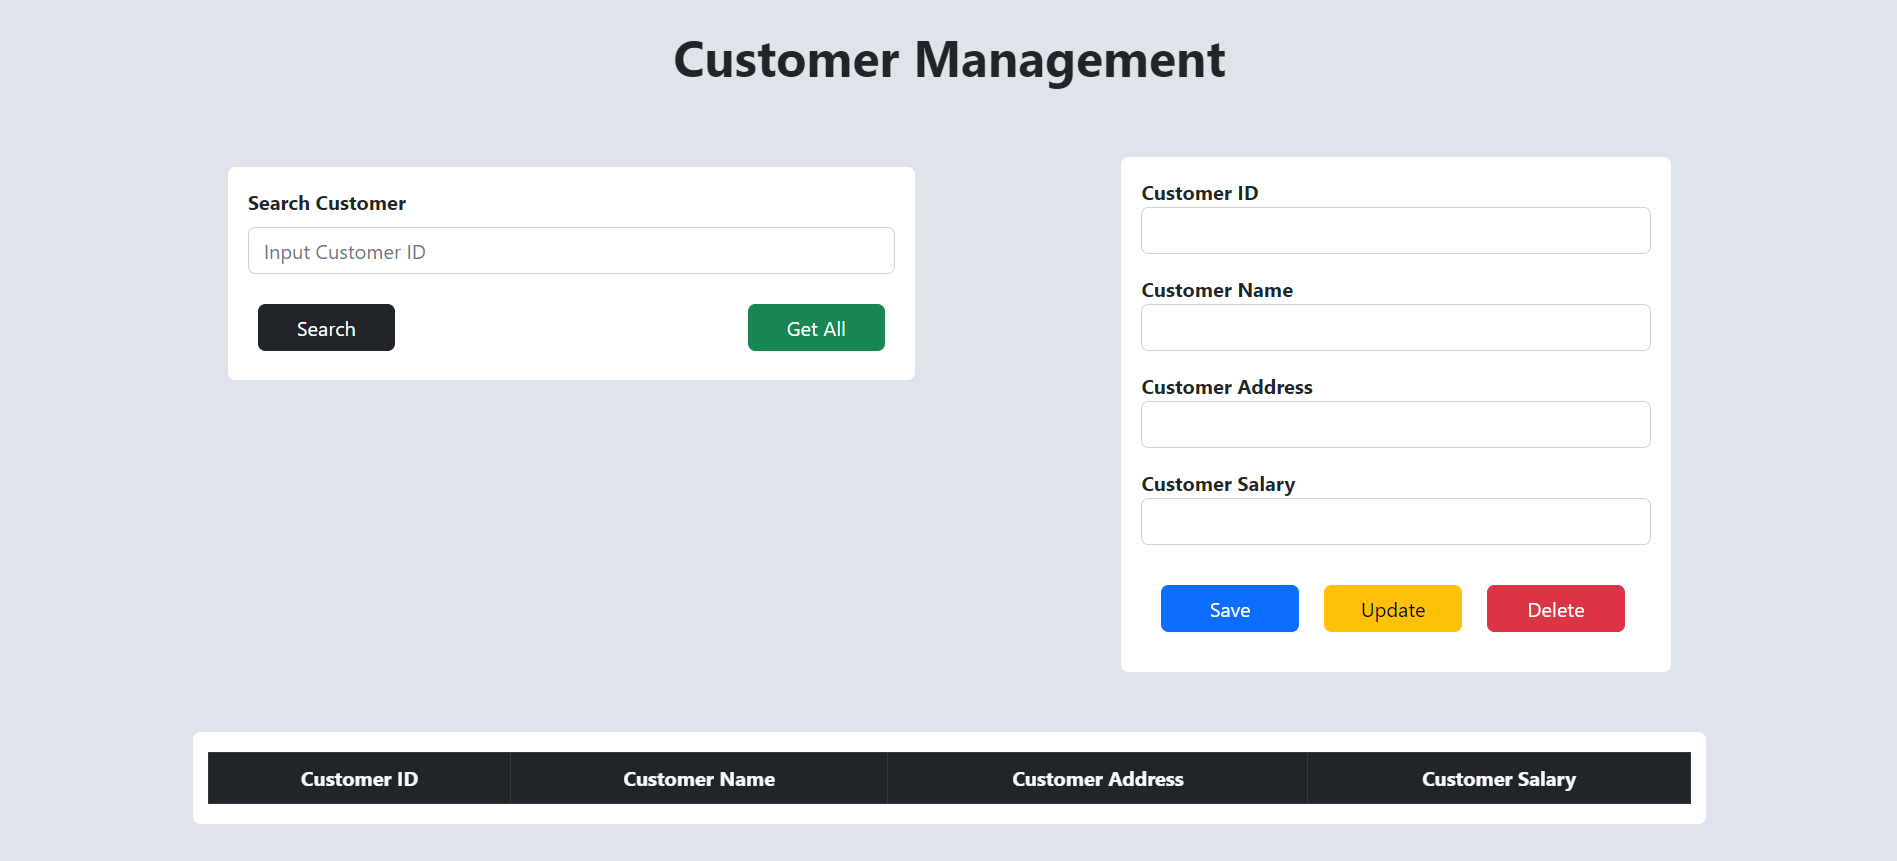 Customer Management
Search Customer
Input Customer ID
Search
Get All
Customer ID
Customer Name
Customer Address
Customer Salary
Save
Update
Delete
Customer ID
Customer Name
Customer Address
Customer Salary